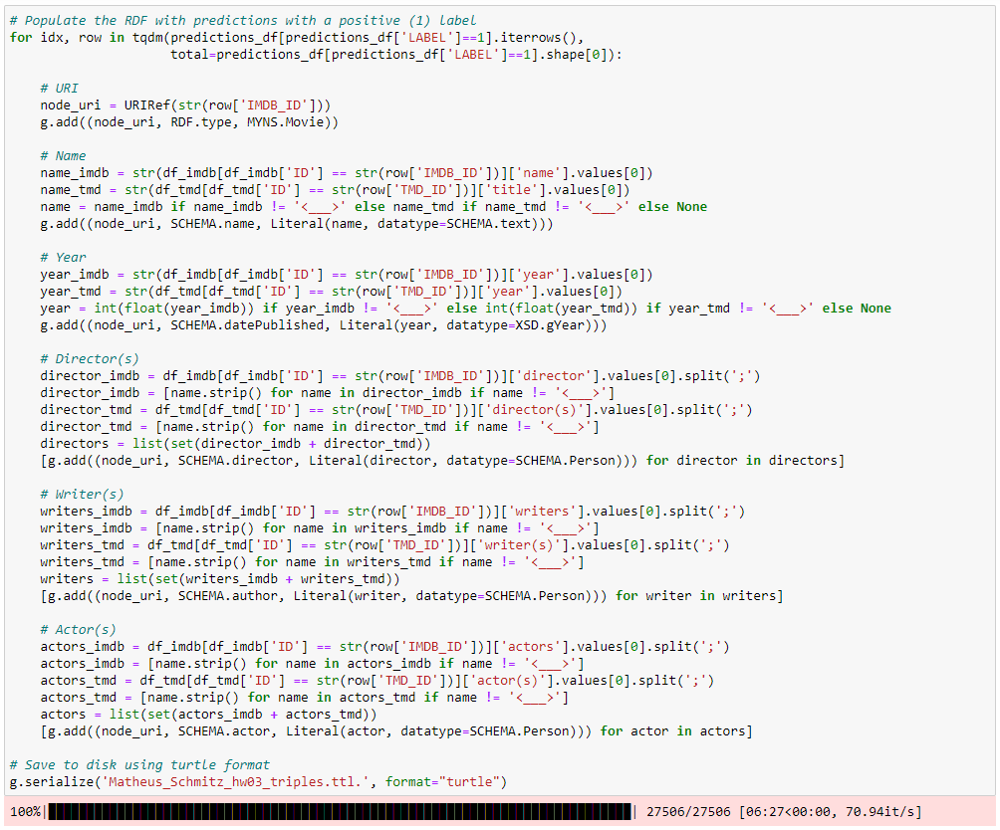 # Populate the RDF with predictions with a positive (1) label
for idx, row in tqdm(predictions_df[predictions_df['LABEL']==1].iterrows(),
                     total=predictions_df[predictions_df['LABEL']==1].shape[0]):

    # URI
    node_uri = URIRef(str(row['IMDB_ID']))
    g.add((node_uri, RDF.type, MYNS.Movie))

    # Name
    name_imdb = str(df_imdb[df_imdb['ID'] == str(row['IMDB_ID'])]['name'].values[0])
    name_tmd = str(df_tmd[df_tmd['ID'] == str(row['TMD_ID'])]['title'].values[0])
    name = name_imdb if name_imdb != '<___>' else name_tmd if name_tmd != '<___>' else None
    g.add((node_uri, SCHEMA.name, Literal(name, datatype=SCHEMA.text)))

    # Year
    year_imdb = str(df_imdb[df_imdb['ID'] == str(row['IMDB_ID'])]['year'].values[0])
    year_tmd = str(df_tmd[df_tmd['ID'] == str(row['TMD_ID'])]['year'].values[0])
    year = int(float(year_imdb)) if year_imdb != '<___>' else int(float(year_tmd)) if year_tmd != '<___>' else None
    g.add((node_uri, SCHEMA.datePublished, Literal(year, datatype=XSD.gYear)))

    # Director(s)
    director_imdb = df_imdb[df_imdb['ID'] == str(row['IMDB_ID'])]['director'].values[0].split(';')
    director_imdb = [name.strip() for name in director_imdb if name != '<___>']
    director_tmd = df_tmd[df_tmd['ID'] == str(row['TMD_ID'])]['director(s)'].values[0].split(';')
    director_tmd = [name.strip() for name in director_tmd if name != '<___>']
    directors = list(set(director_imdb + director_tmd))
    [g.add((node_uri, SCHEMA.director, Literal(director, datatype=SCHEMA.Person))) for director in directors]

    # Writer(s)
    writers_imdb = df_imdb[df_imdb['ID'] == str(row['IMDB_ID'])]['writers'].values[0].split(';')
    writers_imdb = [name.strip() for name in writers_imdb if name != '<___>']
    writers_tmd = df_tmd[df_tmd['ID'] == str(row['TMD_ID'])]['writer(s)'].values[0].split(';')
    writers_tmd = [name.strip() for name in writers_tmd if name != '<___>']
    writers = list(set(writers_imdb + writers_tmd))
    [g.add((node_uri, SCHEMA.author, Literal(writer, datatype=SCHEMA.Person))) for writer in writers]

    # Actor(s)
    actors_imdb = df_imdb[df_imdb['ID'] == str(row['IMDB_ID'])]['actors'].values[0].split(';')
    actors_imdb = [name.strip() for name in actors_imdb if name != '<___>']
    actors_tmd = df_tmd[df_tmd['ID'] == str(row['TMD_ID'])]['actor(s)'].values[0].split(';')
    actors_tmd = [name.strip() for name in actors_tmd if name != '<___>']
    actors = list(set(actors_imdb + actors_tmd))
    [g.add((node_uri, SCHEMA.actor, Literal(actor, datatype=SCHEMA.Person))) for actor in actors]

# Save to disk using turtle format
g.serialize('Matheus_Schmitz_hw03_triples.ttl.', format="turtle")
100%| | 27506/27506 [06:27<00:00, 70.94it/s]